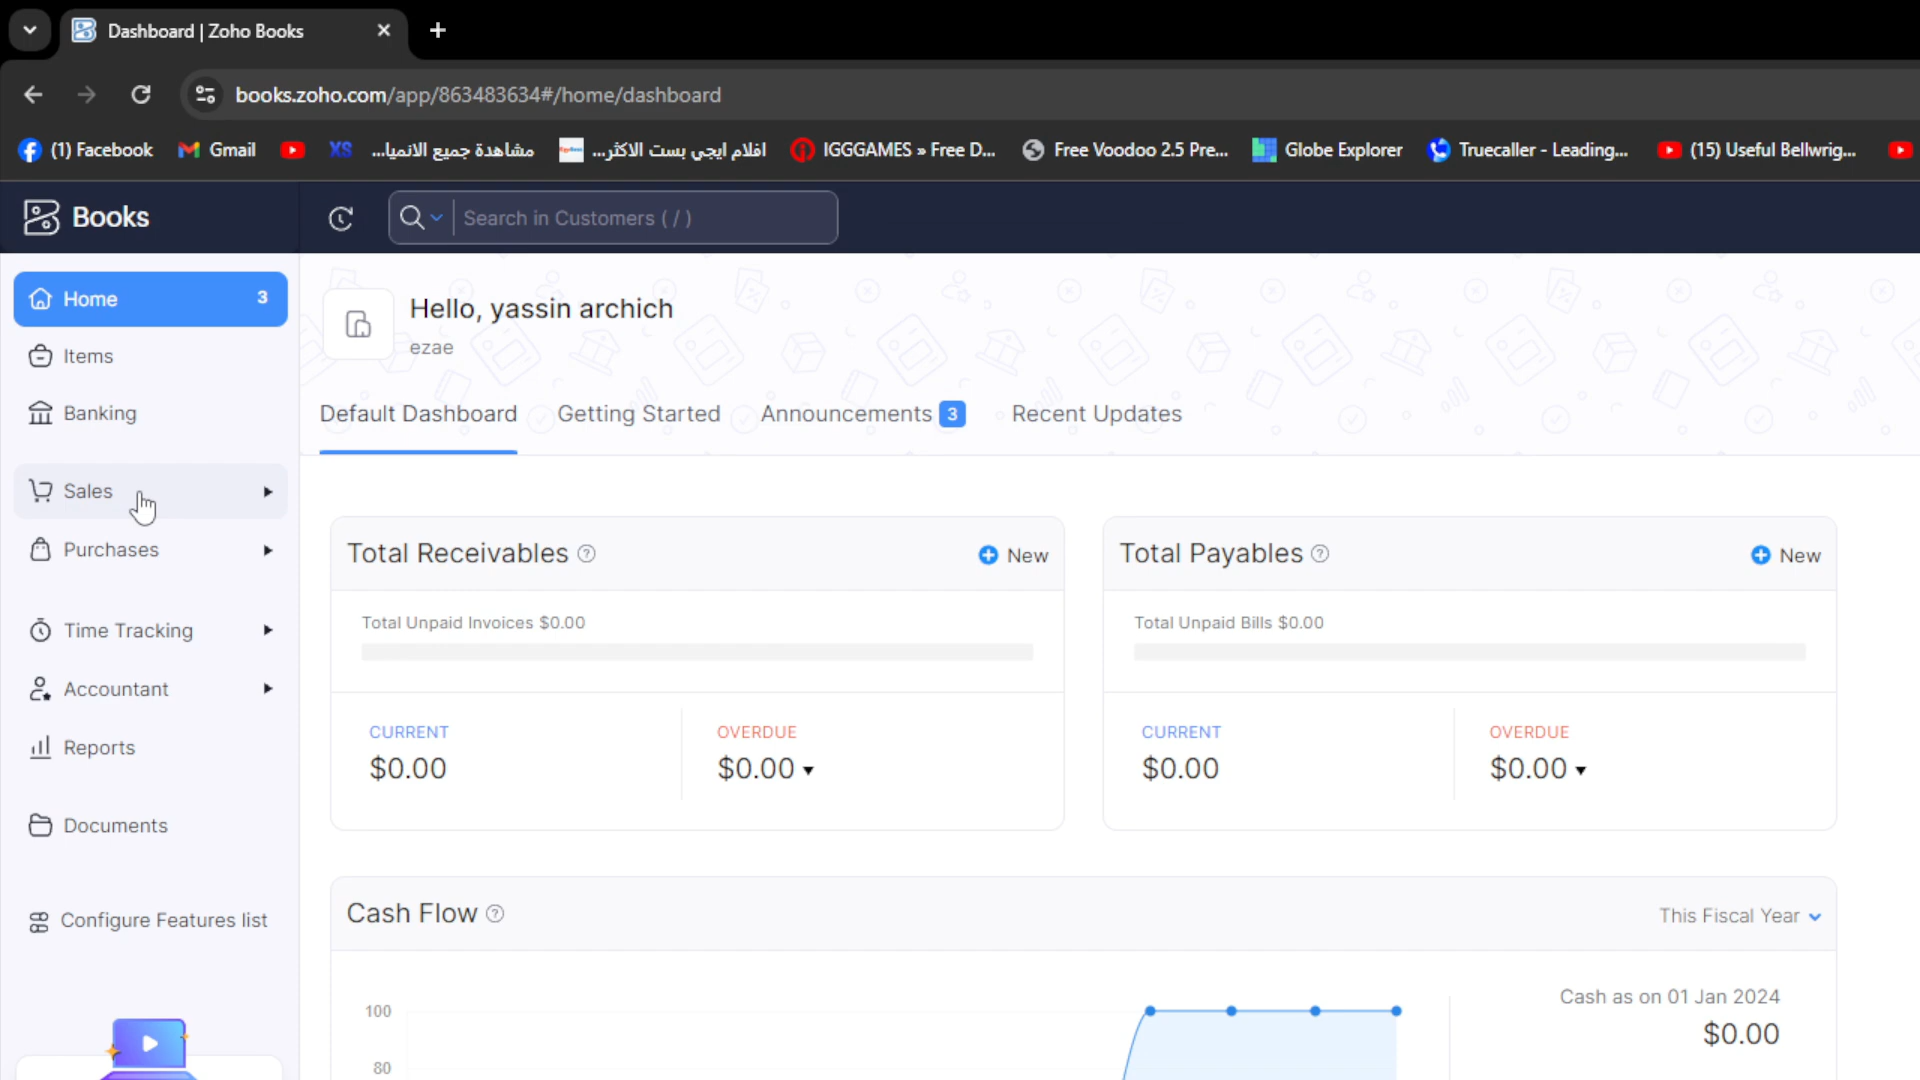 Dashboard | Zoho Books
books.zoho.com/app/863483634#/home/dashboard
(1) Facebook
Gmail
XS
مشاهدة جميع الانميا...
افلام ايجي بست الاكثر...
IGGGAMES » Free D...
Free Voodoo 2.5 Pre...
Globe Explorer
Truecaller - Leading...
(15) Useful Bellwrig...
Books
Search in Customers ( / )
Home 3
Items
Banking
Sales
Purchases
Time Tracking
Accountant
Reports
Documents
Configure Features list
Hello, yassin archich
ezae
Default Dashboard
Getting Started
Announcements 3
Recent Updates
Total Receivables
New
Total Unpaid Invoices $0.00
CURRENT
$0.00
OVERDUE
$0.00
Total Payables
New
Total Unpaid Bills $0.00
CURRENT
$0.00
OVERDUE
$0.00
Cash Flow
This Fiscal Year
100
80
Cash as on 01 Jan 2024
$0.00